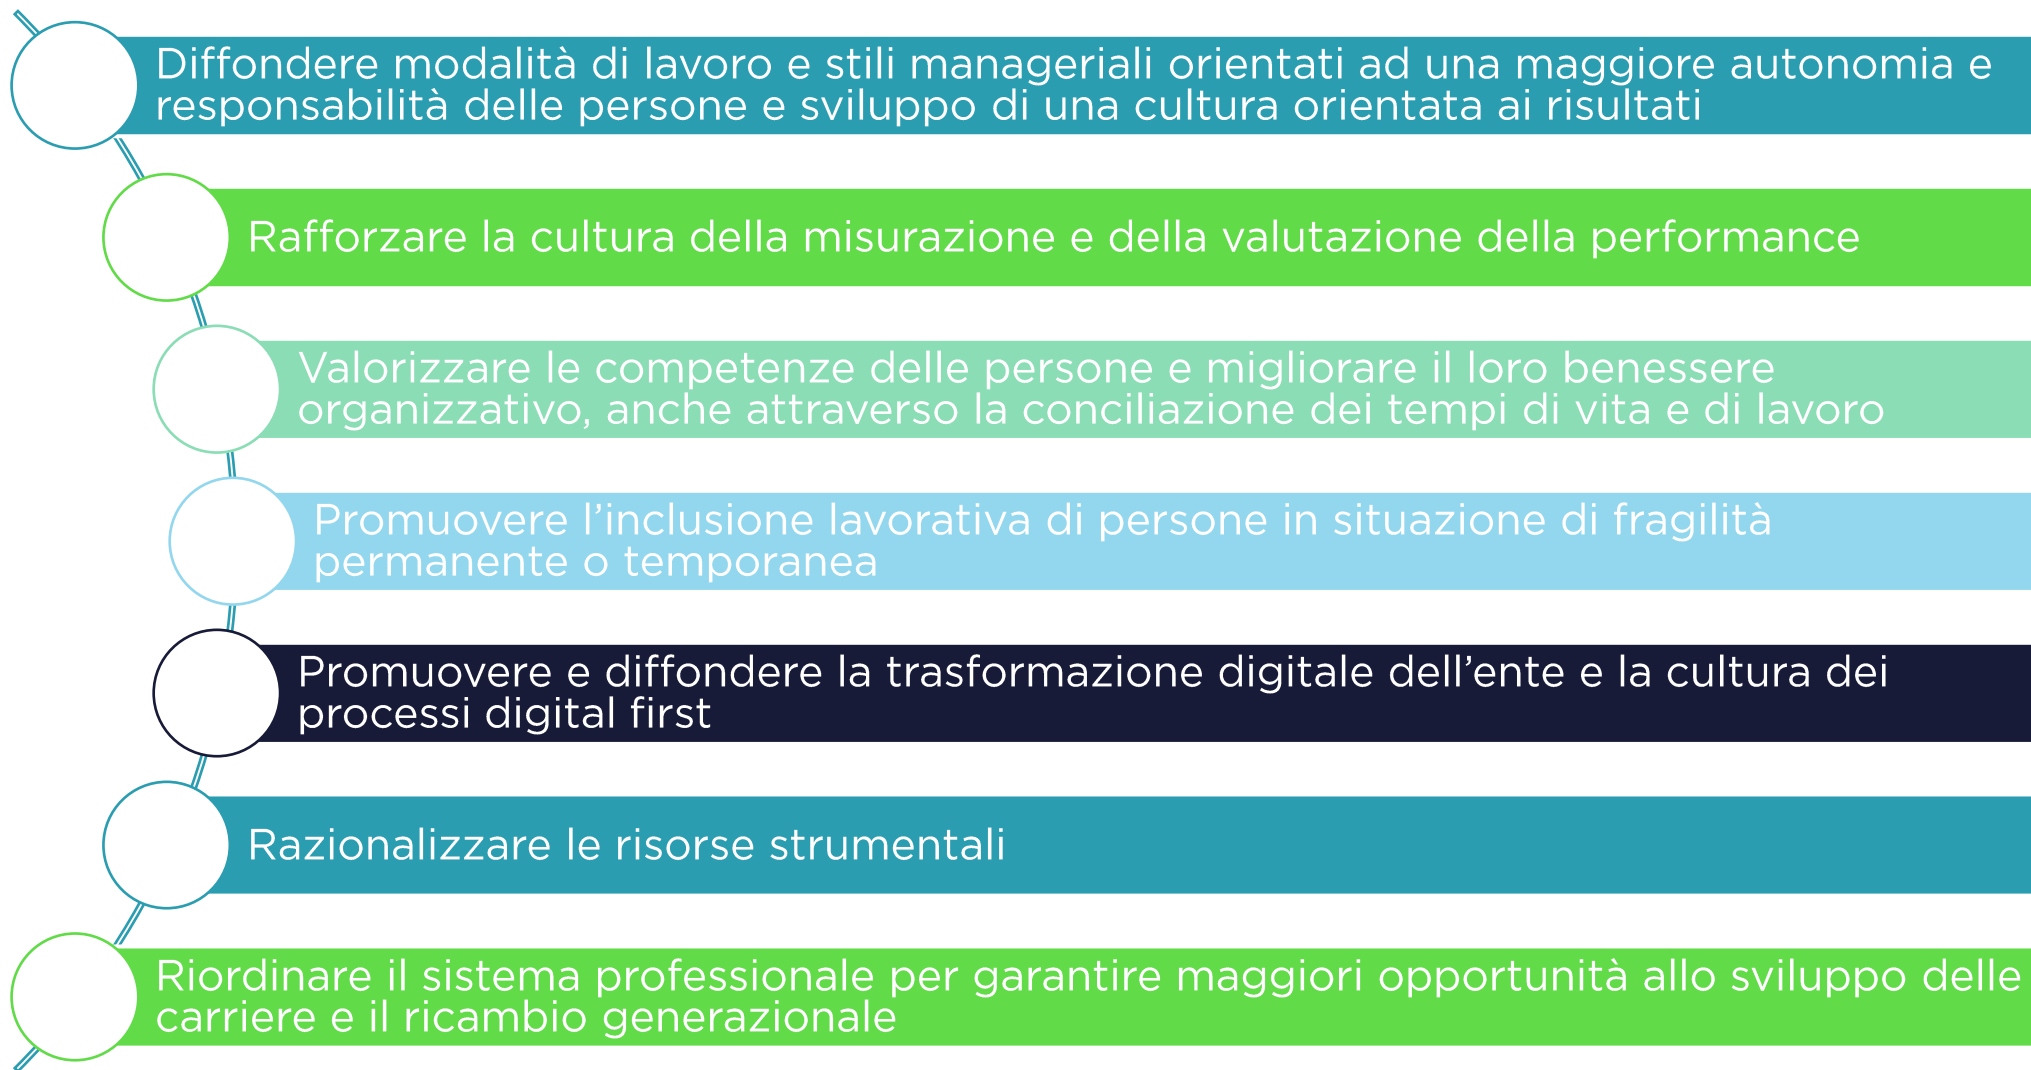 Diffondere modalità di lavoro e stili manageriali orientati ad una maggiore autonomia e
responsabilità delle persone e sviluppo di una cultura orientata ai risultati
Rafforzare la cultura della misurazione e della valutazione della performance
Valorizzare le competenze delle persone e migliorare il loro benessere
organizzativo, anche attraverso la conciliazione dei tempi di vita e di lavoro
Promuovere l’inclusione lavorativa di persone in situazione di fragilità
permanente o temporanea
Promuovere e diffondere la trasformazione digitale dell’ente e la cultura dei
processi digital first
Razionalizzare le risorse strumentali
Riordinare il sistema professionale per garantire maggiori opportunità allo sviluppo delle
carriere e il ricambio generazionale